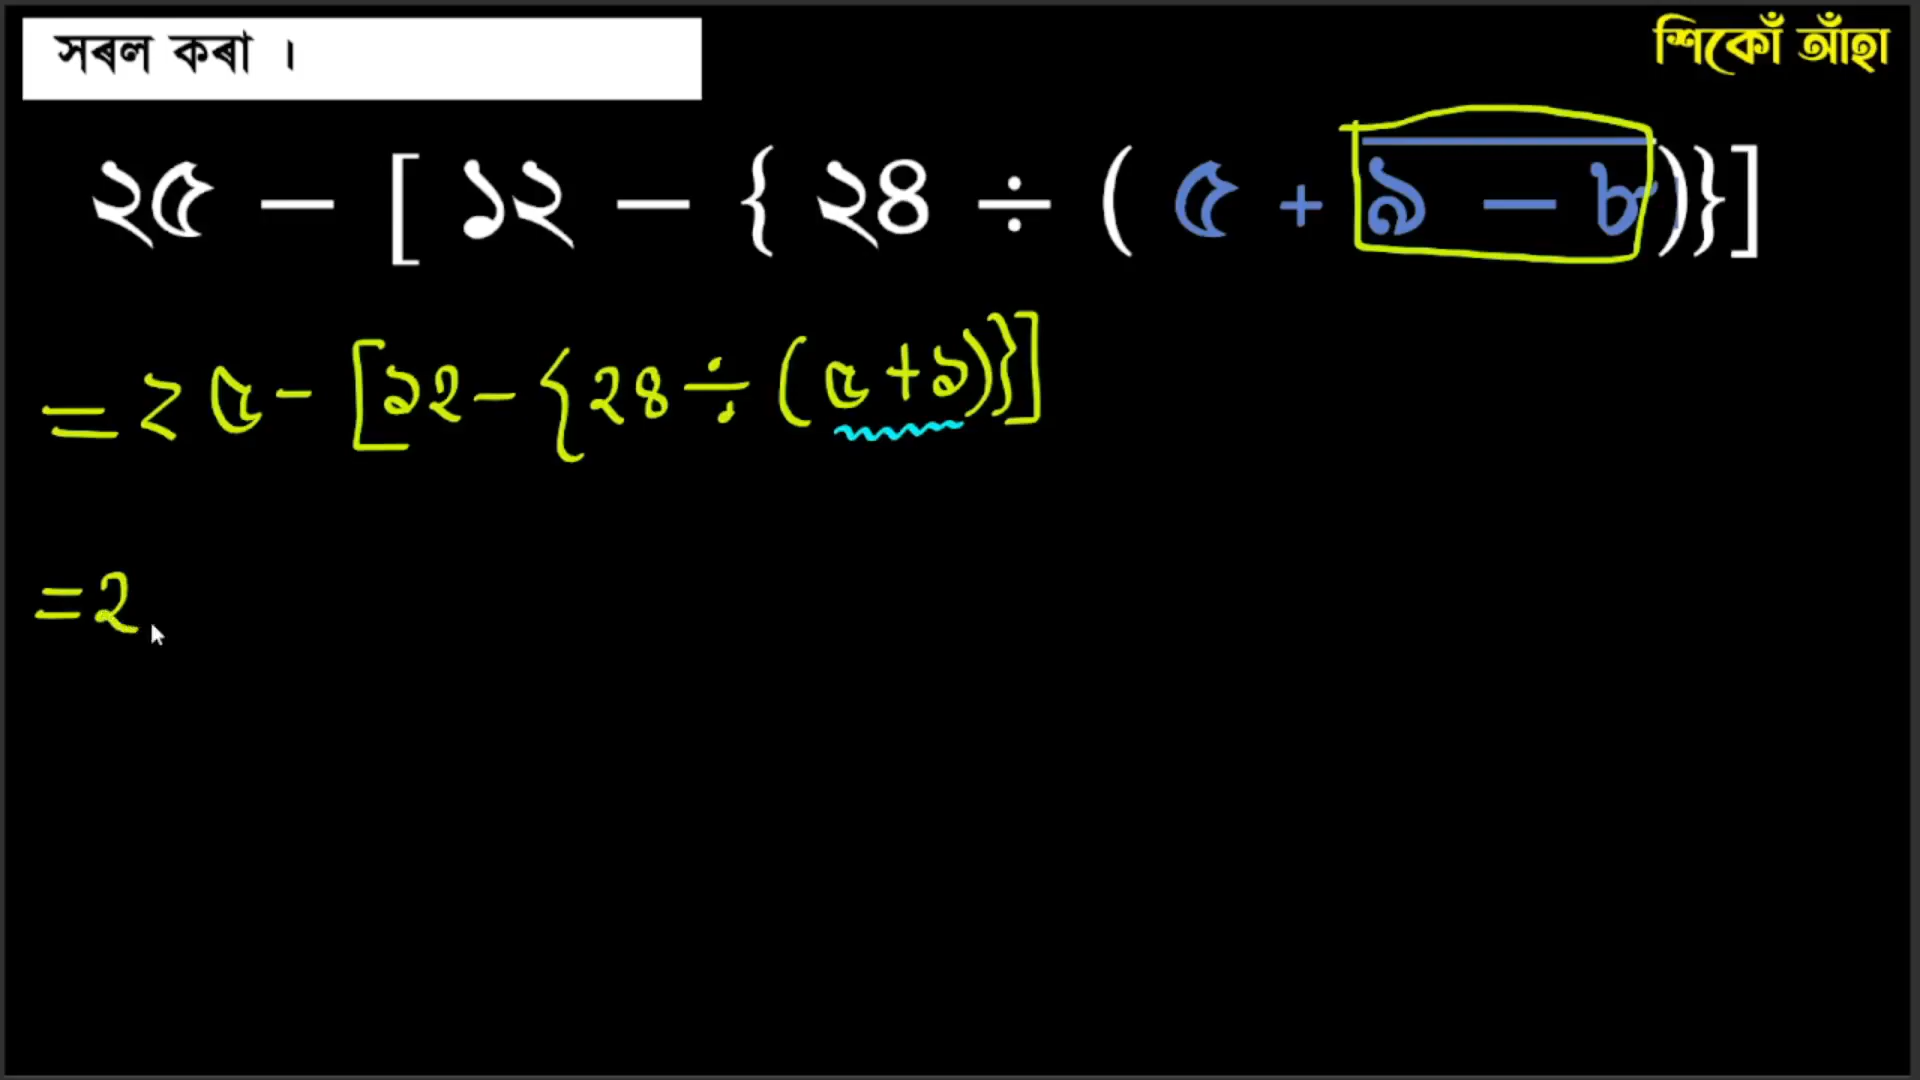 সৰল কৰা ।
শিকোঁ আঁহা
২৫ − [ ১২ − { ২৪ ÷ ( ৫ + ৯ − ৮ )}]
= ২৫ - [১২ - {২৪ ÷ (৫ + ১)}]
= ২